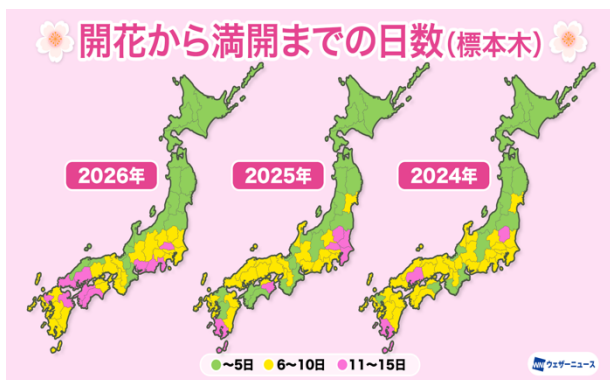 開花から満開までの日数(標本木)
2026年
2025年
2024年
～5日 6～10日 11～15日
WNI ウェザーニュース